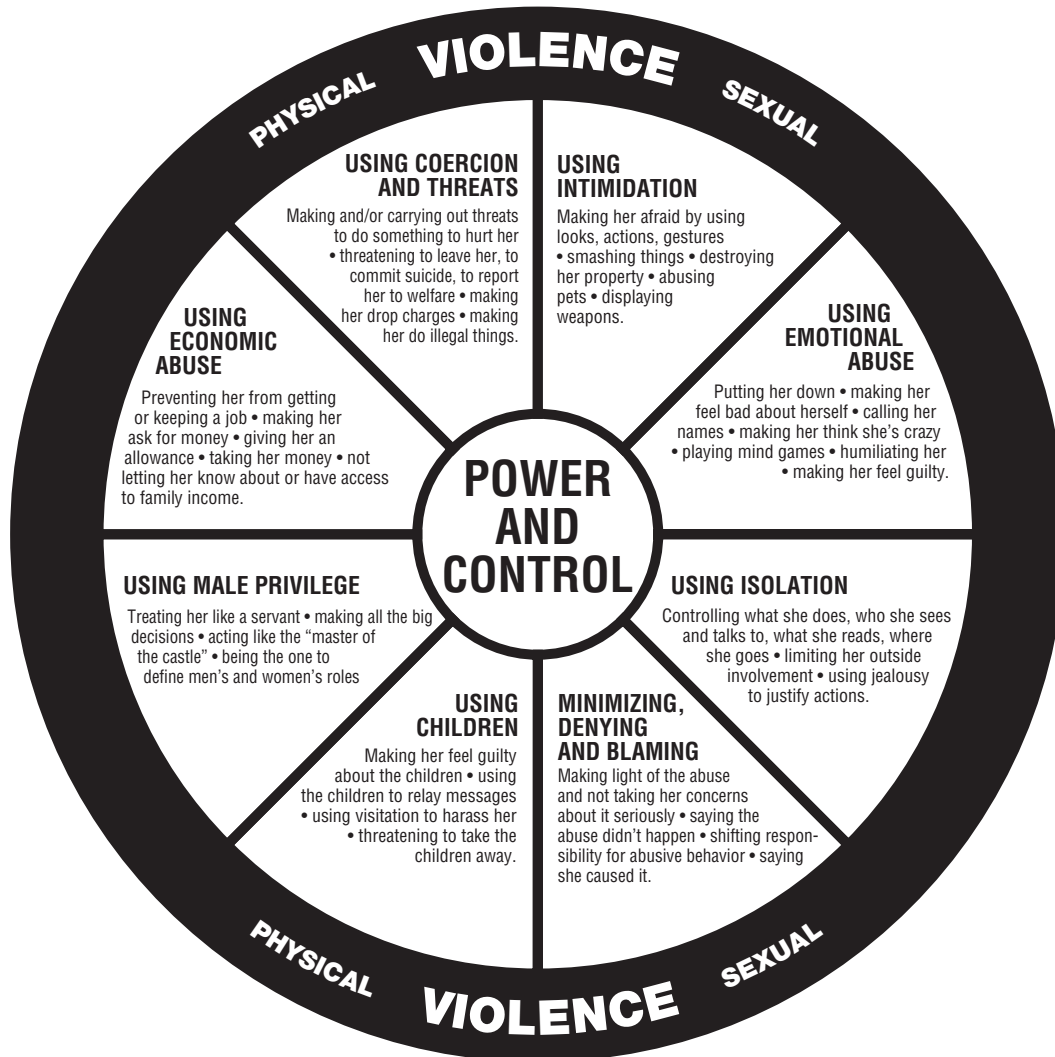 PHYSICAL VIOLENCE SEXUAL
USING COERCION
AND THREATS
Making and/or carrying out threats
to do something to hurt her
• threatening to leave her, to
commit suicide, to report
her to welfare • making
her drop charges • making
her do illegal things.
USING
INTIMIDATION
Making her afraid by using
looks, actions, gestures
• smashing things • destroying
her property • abusing
pets • displaying
weapons.
USING
EMOTIONAL
ABUSE
Putting her down • making her
feel bad about herself • calling her
names • making her think she's crazy
• playing mind games • humiliating her
• making her feel guilty.
USING ISOLATION
Controlling what she does, who she sees
and talks to, what she reads, where
she goes • limiting her outside
involvement • using jealousy
to justify actions.
MINIMIZING,
DENYING
AND BLAMING
Making light of the abuse
and not taking her concerns
about it seriously • saying the
abuse didn't happen • shifting respon-
sibility for abusive behavior • saying
she caused it.
USING
CHILDREN
Making her feel guilty
about the children • using
the children to relay messages
• using visitation to harass her
• threatening to take the
children away.
USING MALE PRIVILEGE
Treating her like a servant • making all the big
decisions • acting like the “master of
the castle” • being the one to
define men's and women's roles
USING
ECONOMIC
ABUSE
Preventing her from getting
or keeping a job • making her
ask for money • giving her an
allowance • taking her money • not
letting her know about or have access
to family income.
POWER
AND
CONTROL
PHYSICAL VIOLENCE SEXUAL